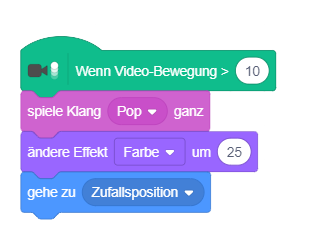 Wenn Video-Bewegung > 10
spiele Klang Pop ganz
ändere Effekt Farbe um 25
gehe zu Zufallsposition